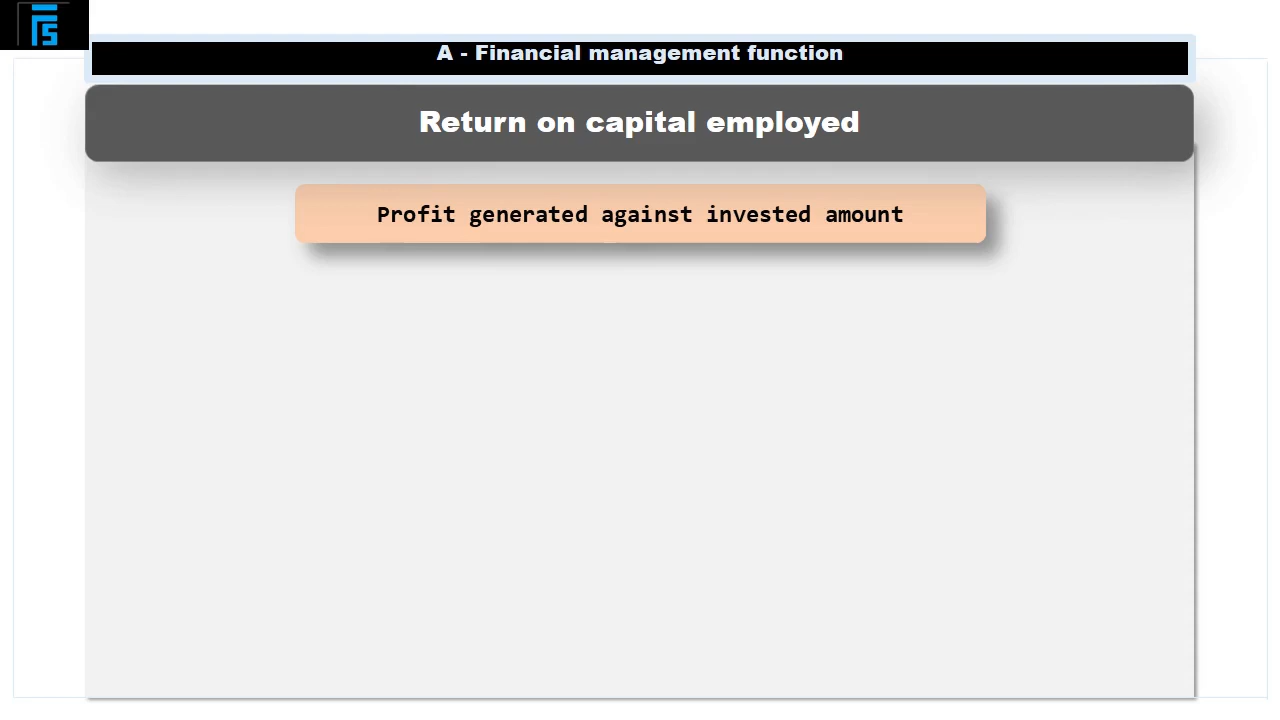 A - Financial management function
Return on capital employed
Profit generated against invested amount